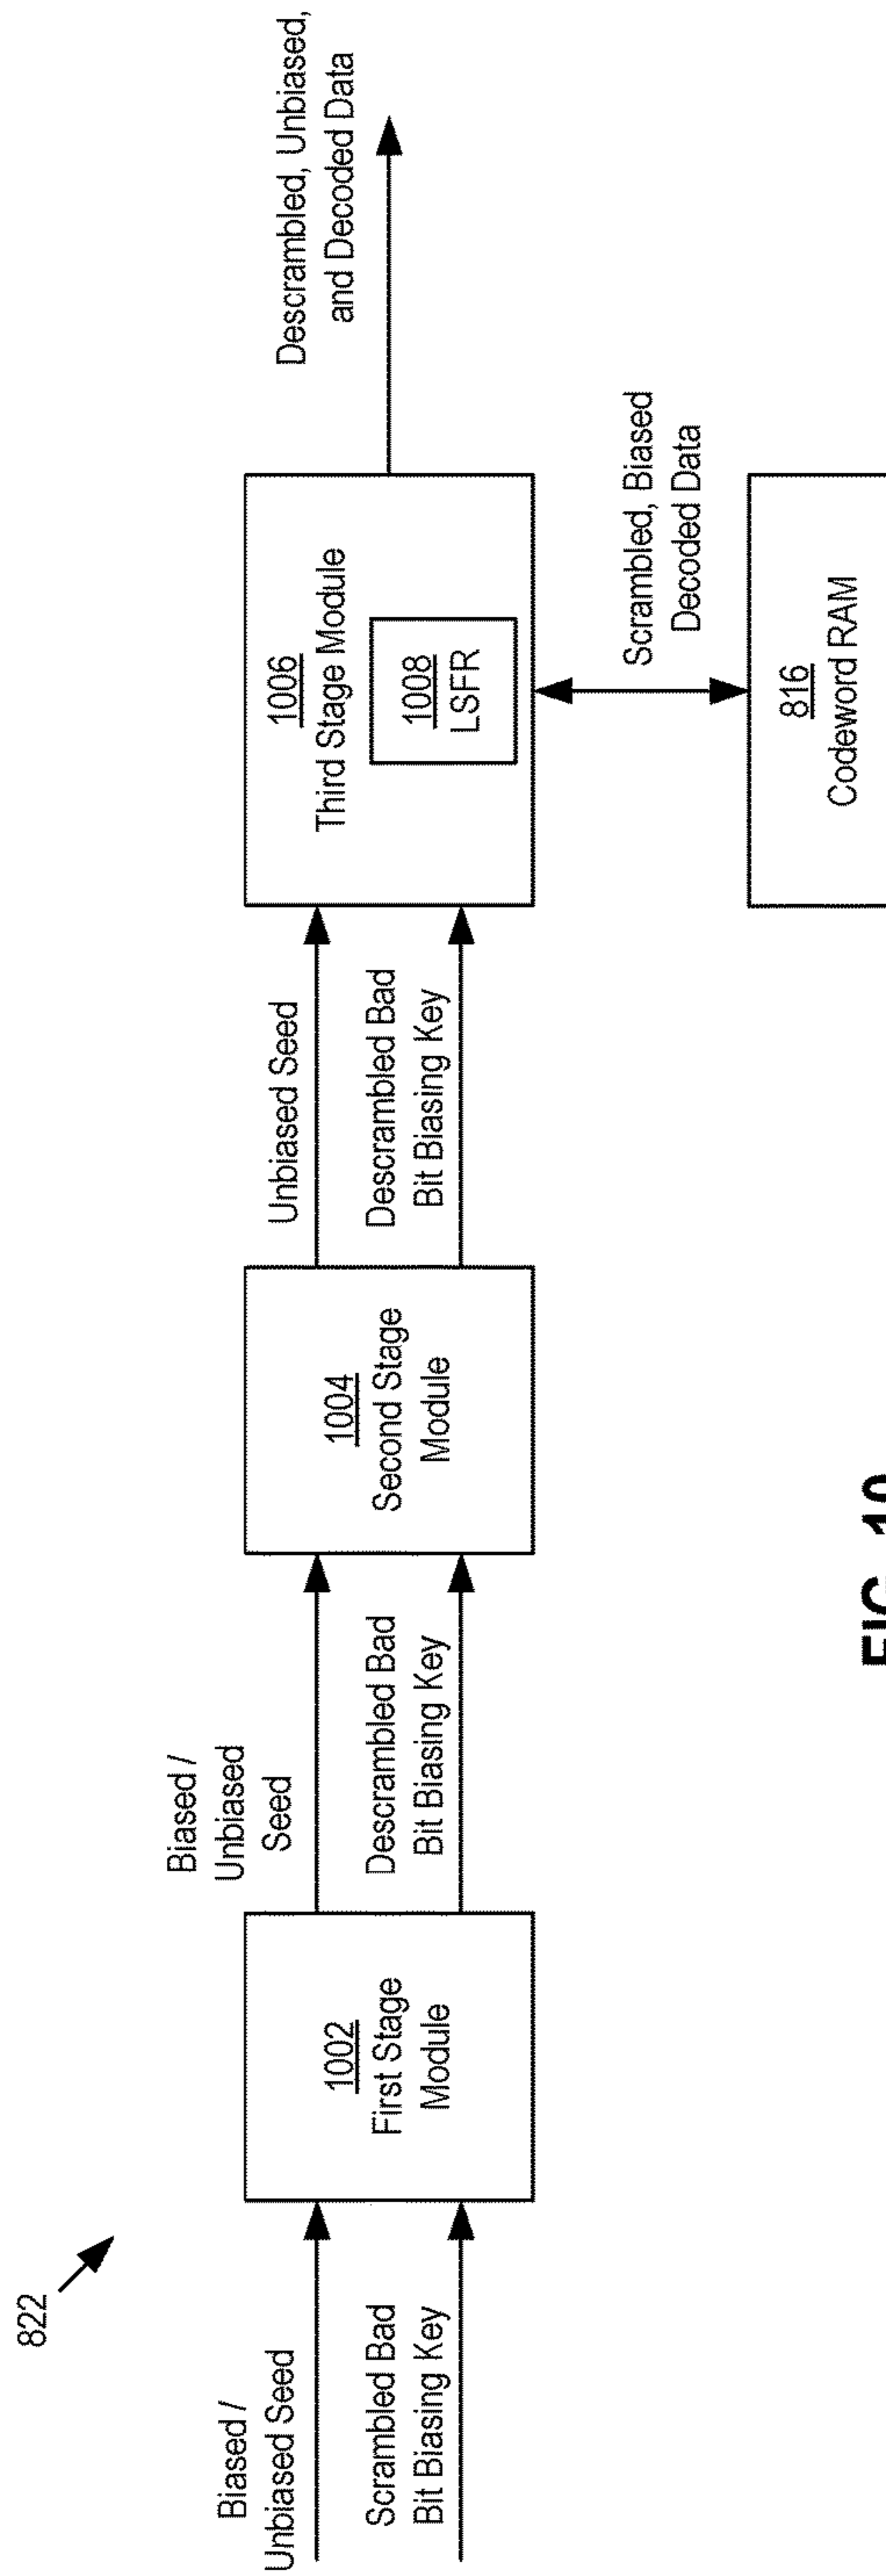 822
Biased /
Unbiased Seed
Scrambled Bad
Bit Biasing Key
1002
First Stage
Module
Biased /
Unbiased
Seed
Descrambled Bad
Bit Biasing Key
1004
Second Stage
Module
Unbiased Seed
Descrambled Bad
Bit Biasing Key
1006
Third Stage Module
1008
LSFR
Descrambled, Unbiased,
and Decoded Data
Scrambled, Biased
Decoded Data
816
Codeword RAM
FIG. 10